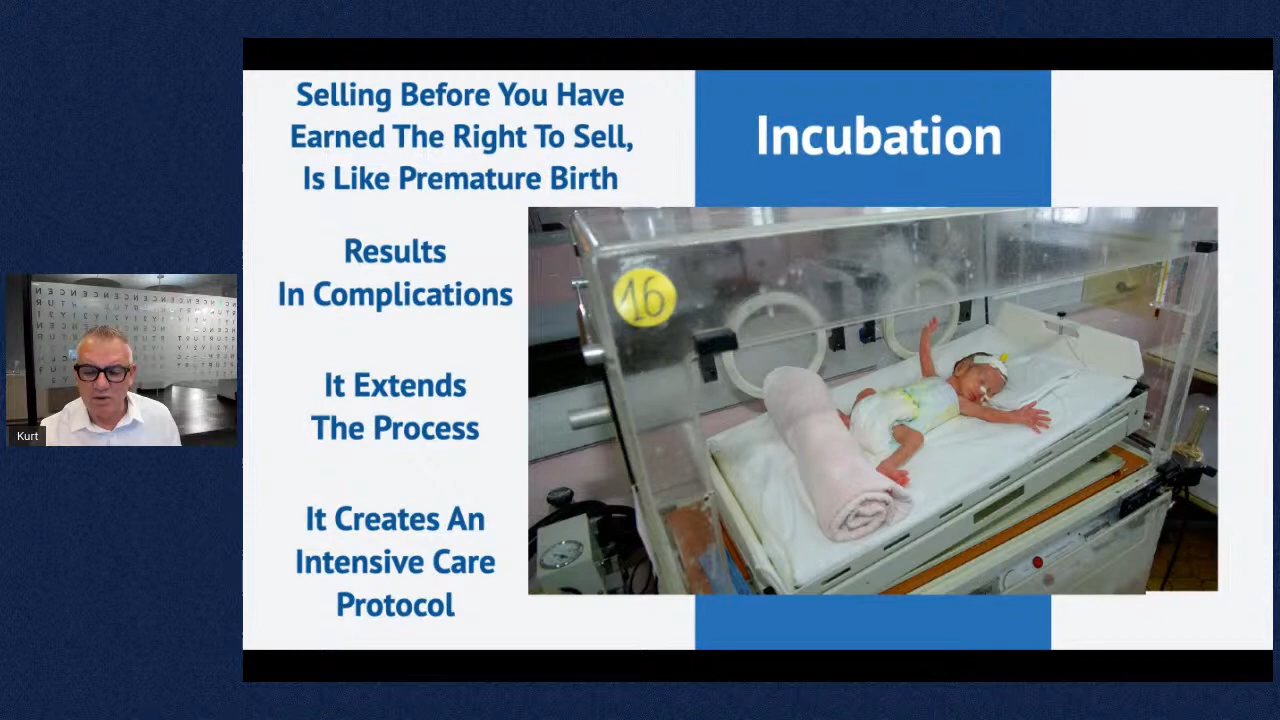 Selling Before You Have
Earned The Right To Sell,
Is Like Premature Birth
Incubation
Results
In Complications
It Extends
The Process
It Creates An
Intensive Care
Protocol
16
Kurt